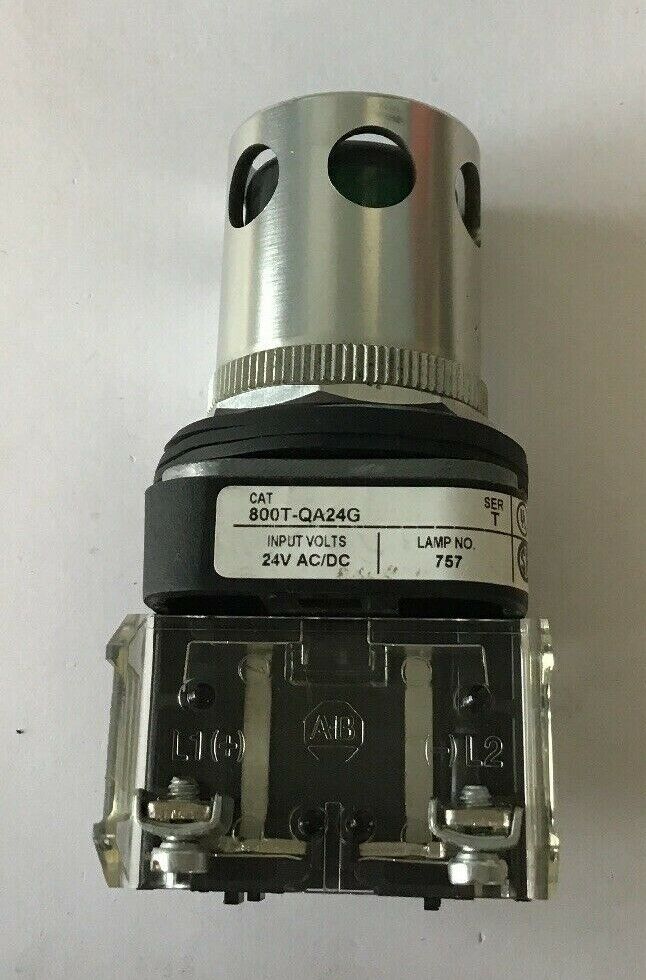 CAT
800T-QA24G
SER
T
INPUT VOLTS
24V AC/DC
LAMP NO.
757
AB
L1(+)
(-)L2